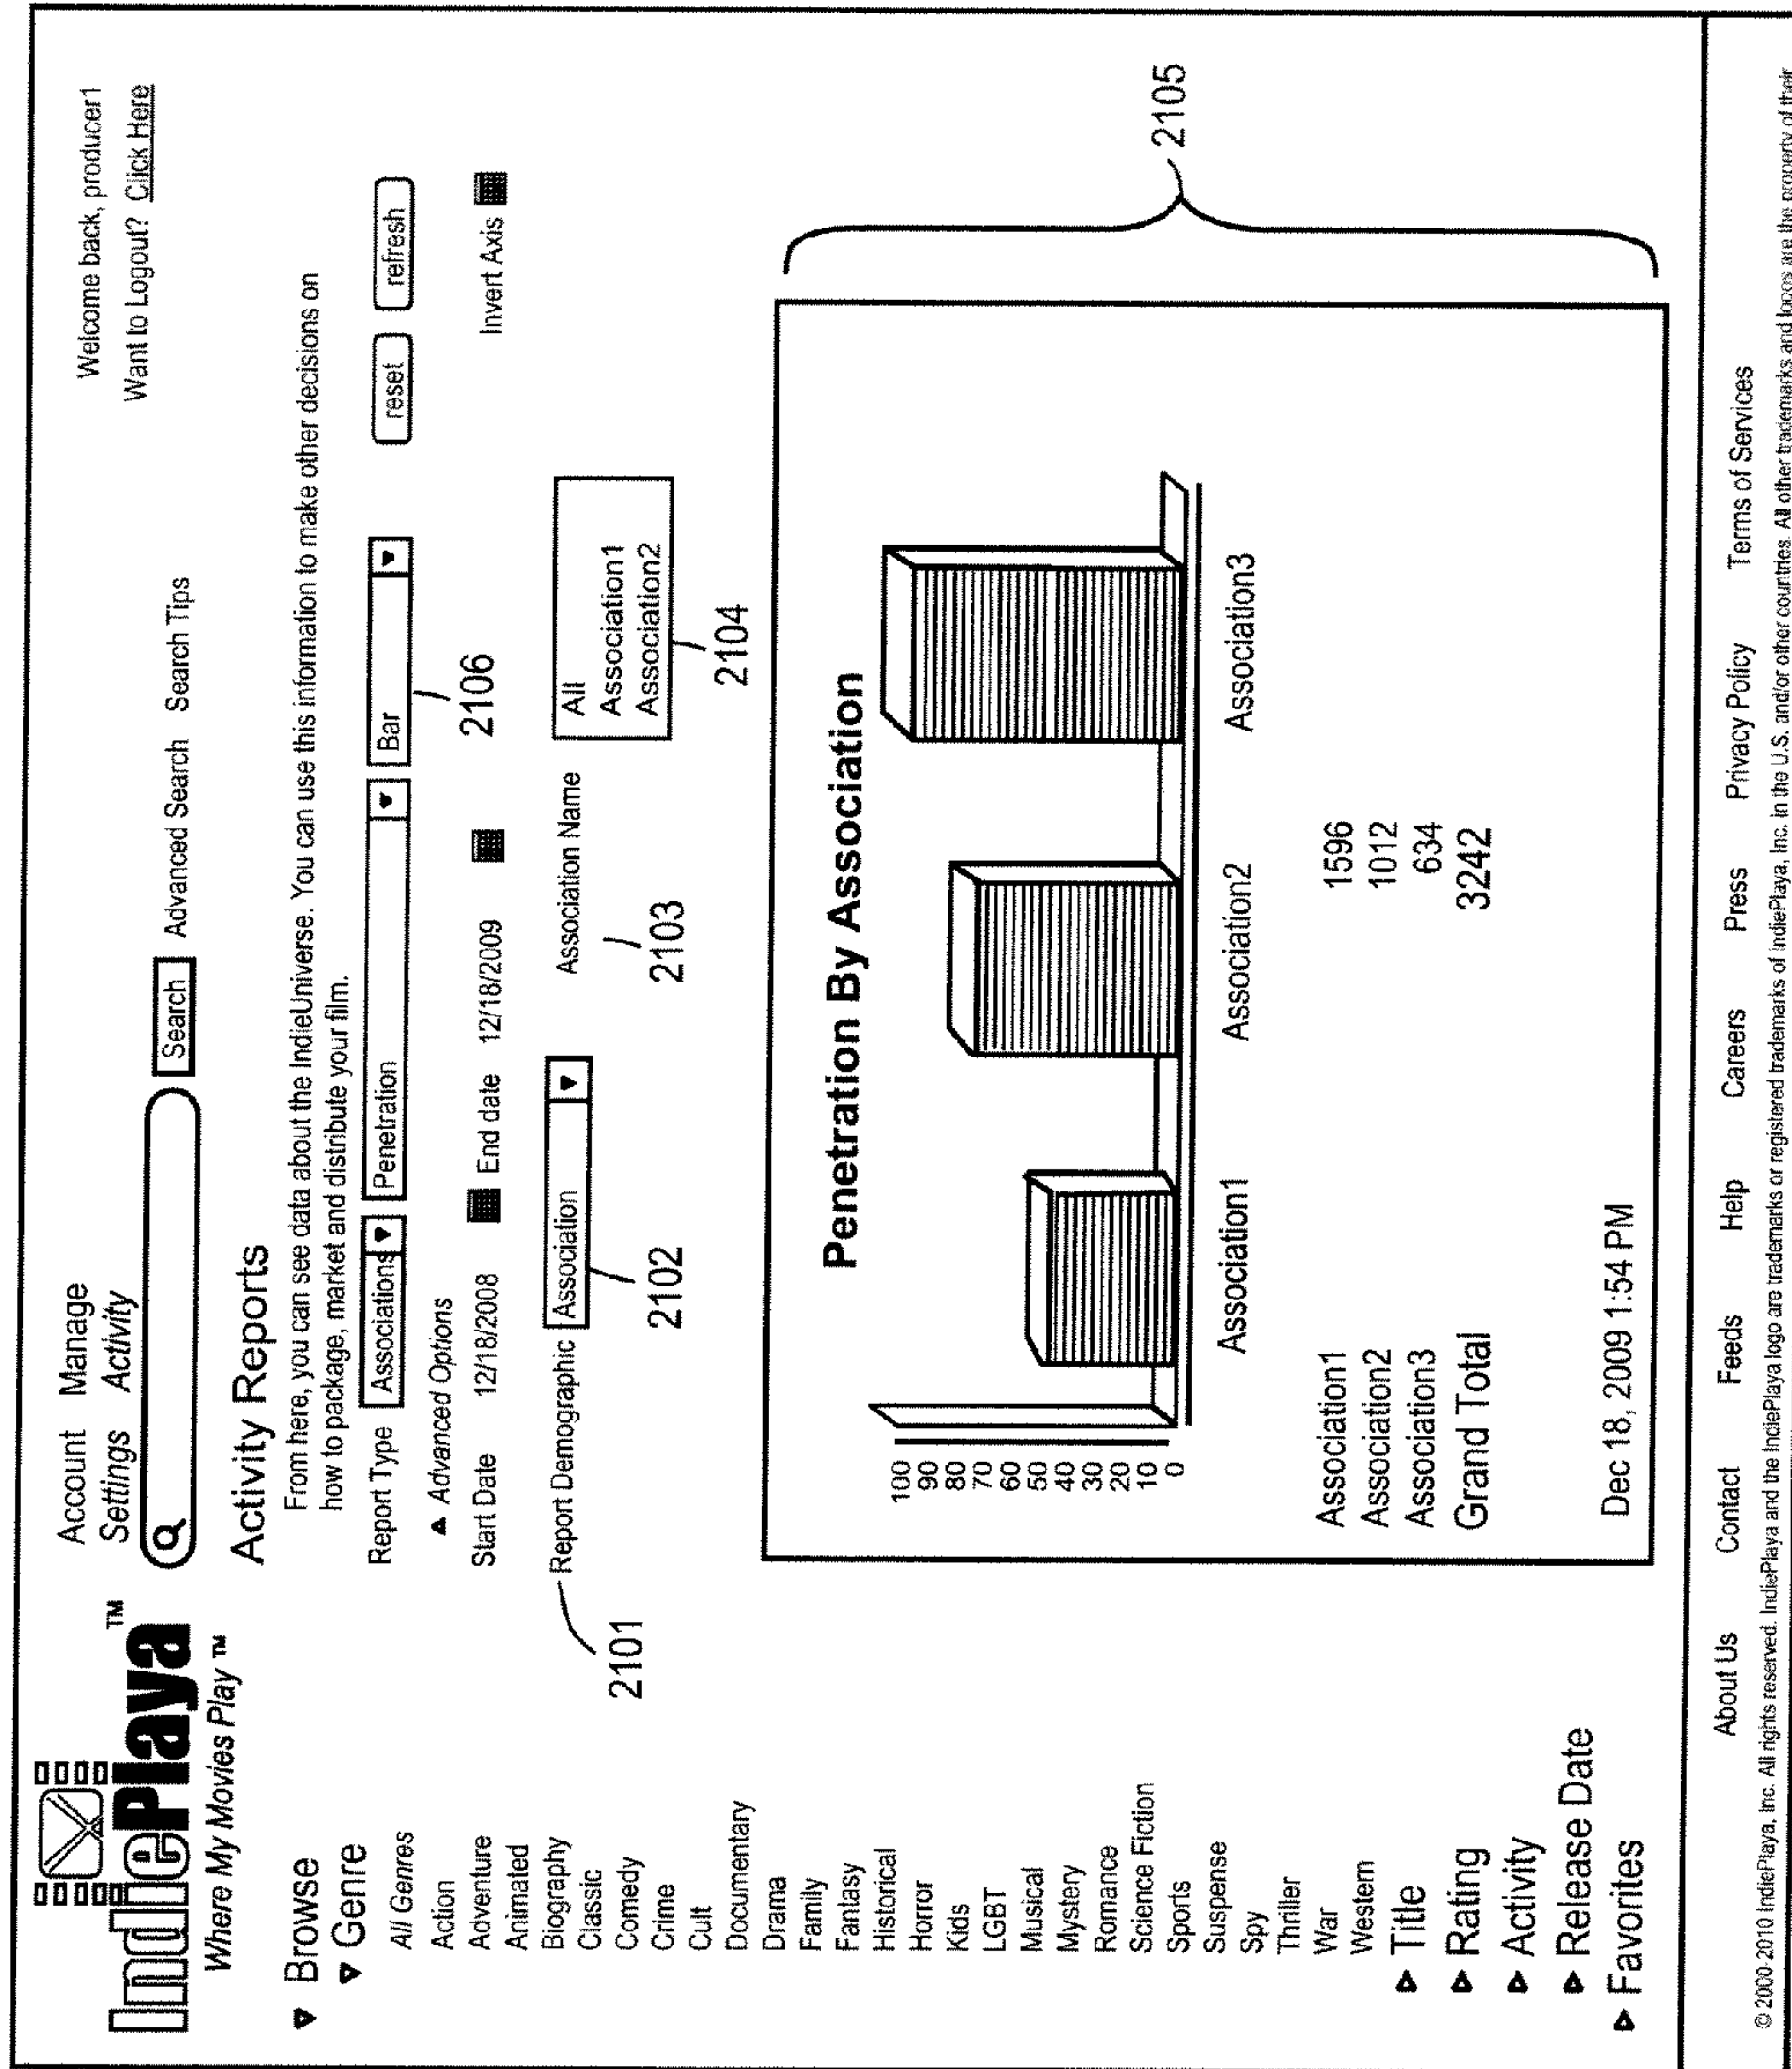 IndiePlaya™
Where My Movies Play ™
Account Manage
Settings Activity
Search Advanced Search Search Tips
Welcome back, producer1
Want to Logout? Click Here
▼ Browse
▼ Genre
All Genres
Action
Adventure
Animated
Biography
Classic
Comedy
Crime
Cult
Documentary
Drama
Family
Fantasy
Historical
Horror
Kids
LGBT
Musical
Mystery
Romance
Science Fiction
Sports
Suspense
Spy
Thriller
War
Western
Title
Rating
Activity
Release Date
Favorites
Activity Reports
From here, you can see data about the IndieUniverse. You can use this information to make other decisions on
how to package, market and distribute your film.
Report Type Associations Penetration Bar reset refresh
2106
Advanced Options
Start Date 12/18/2008 End date 12/18/2009 Invert Axis
2101 Report Demographic Association Association Name All
Association1
Association2
2102 2103 2104
2105
Penetration By Association
100
90
80
70
60
50
40
30
20
10
0
Association1 Association2 Association3
Association1 1596
Association2 1012
Association3 634
Grand Total 3242
Dec 18, 2009 1:54 PM
About Us Contact Feeds Help Careers Press Privacy Policy Terms of Services
© 2000-2010 IndiePlaya, Inc. All rights reserved. IndiePlaya and the IndiePlaya logo are trademarks or registered trademarks of IndiePlaya, Inc. in the U.S. and/or other countries. All other trademarks and logos are the property of their